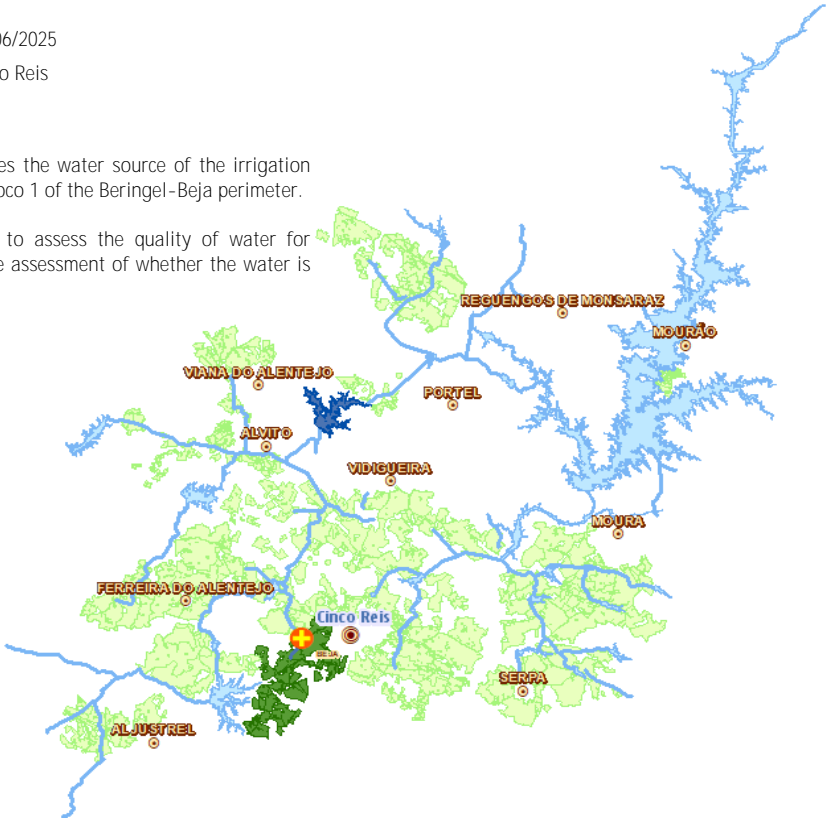 06/2025
o Reis
es the water source of the irrigation
oco 1 of the Beringel-Beja perimeter.
to assess the quality of water for
e assessment of whether the water is
REGUENGOS DE MONSARAZ
MOURÃO
VIANA DO ALENTEJO
PORTEL
ALVITO
VIDIGUEIRA
MOURA
FERREIRA DO ALENTEJO
Cinco Reis
BEJA
SERPA
ALJUSTREL